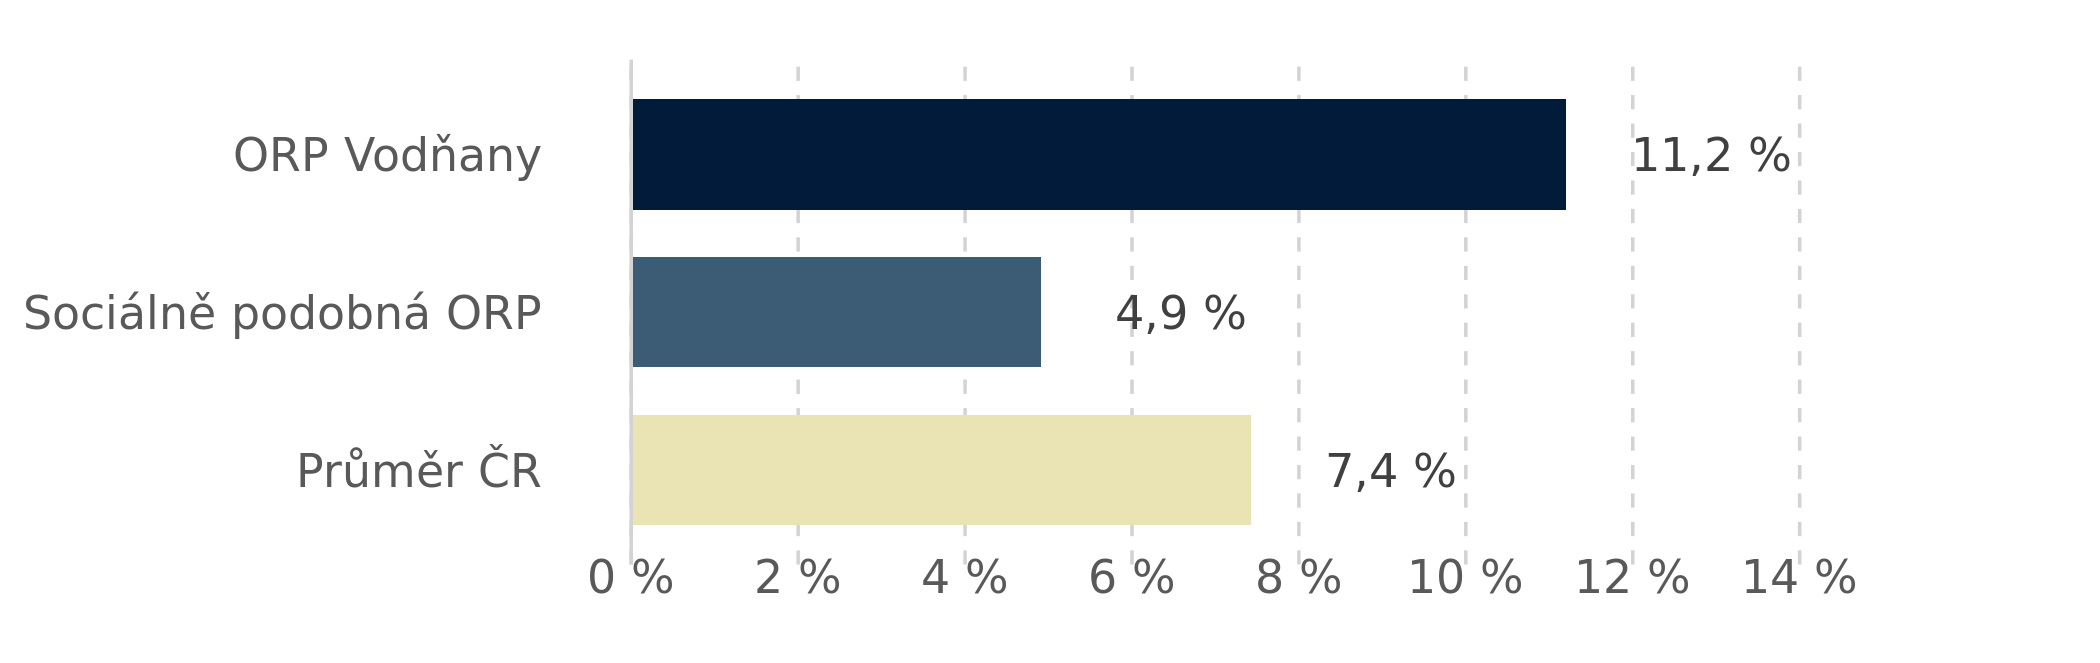 ORP Vodňany 11,2 %
Sociálně podobná ORP 4,9 %
Průměr ČR 7,4 %
0 % 2 % 4 % 6 % 8 % 10 % 12 % 14 %